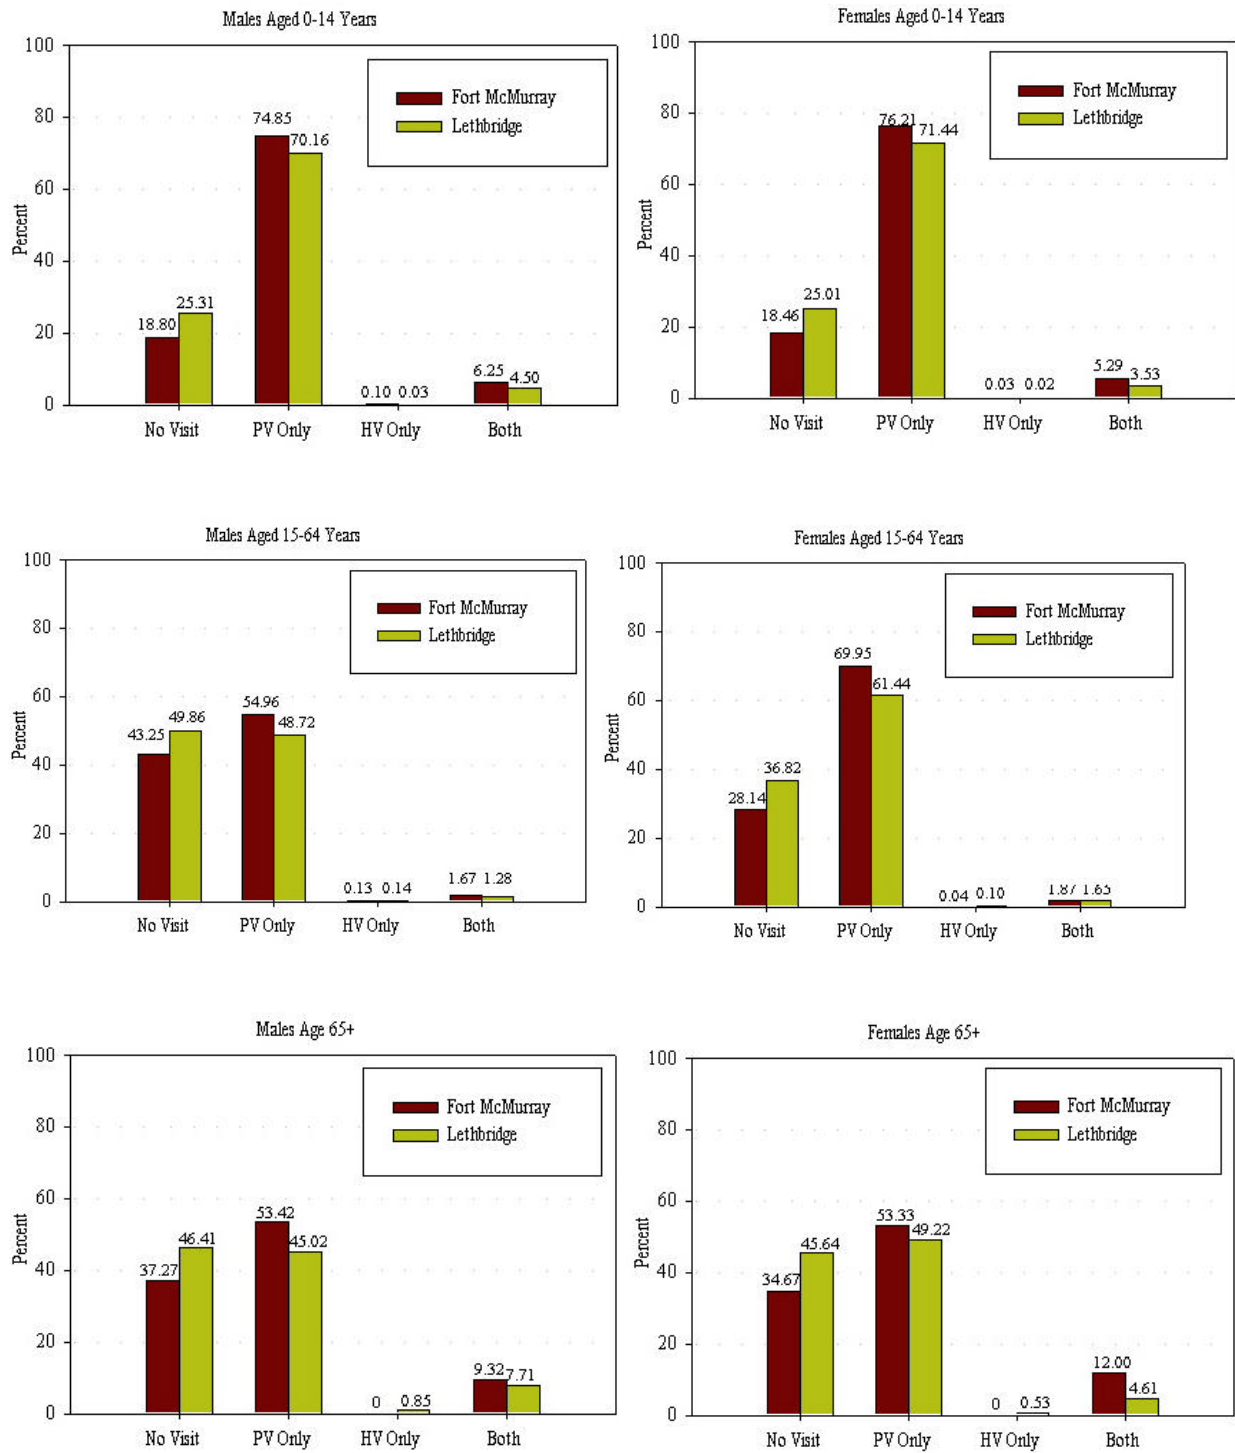 Males Aged 0-14 Years
100
80
60
40
20
0
Percent
Fort McMurray
Lethbridge
18.80
25.31
74.85
70.16
0.10 0.03
6.25
4.50
No Visit PV Only HV Only Both
Females Aged 0-14 Years
100
80
60
40
20
0
Percent
Fort McMurray
Lethbridge
18.46
25.01
76.21
71.44
0.03 0.02
5.29
3.53
No Visit PV Only HV Only Both
Males Aged 15-64 Years
100
80
60
40
20
0
Percent
Fort McMurray
Lethbridge
43.25
49.86
54.96
48.72
0.13 0.14
1.67 1.28
No Visit PV Only HV Only Both
Females Aged 15-64 Years
100
80
60
40
20
0
Percent
Fort McMurray
Lethbridge
28.14
36.82
69.95
61.44
0.04 0.10
1.87 1.65
No Visit PV Only HV Only Both
Males Age 65+
100
80
60
40
20
0
Percent
Fort McMurray
Lethbridge
37.27
46.41
53.42
45.02
0 0.85
9.32
7.71
No Visit PV Only HV Only Both
Females Age 65+
100
80
60
40
20
0
Percent
Fort McMurray
Lethbridge
34.67
45.64
53.33
49.22
0 0.53
12.00
4.61
No Visit PV Only HV Only Both